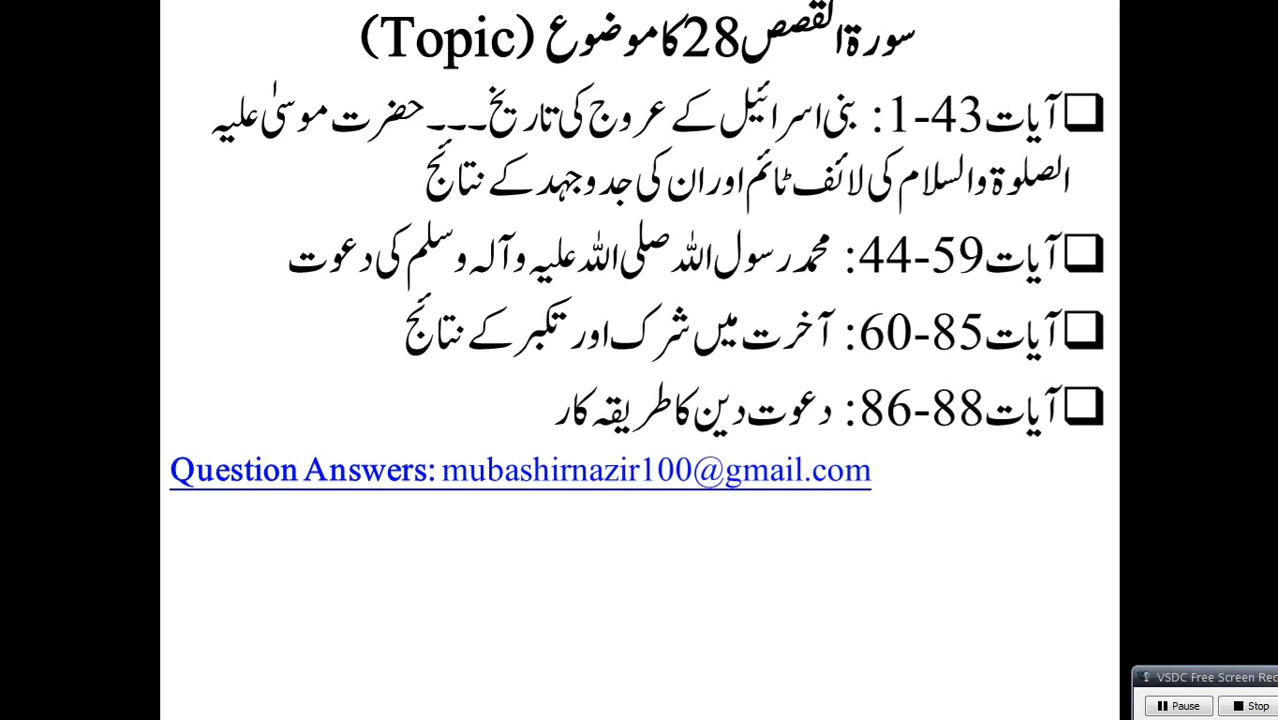 سورۃ القصص 28 کا موضوع (Topic)
آیات 43-1: بنی اسرائیل کے عروج کی تاریخ۔۔۔ حضرت موسیٰ علیہ
الصلوۃ والسلام کی لائف ٹائم اور ان کی جدوجہد کے نتائج
آیات 59-44: محمد رسول اللہ صلی اللہ علیہ وآلہ وسلم کی دعوت
آیات 85-60: آخرت میں شرک اور تکبر کے نتائج
آیات 88-86: دعوت دین کا طریقہ کار
Question Answers: mubashirnazir100@gmail.com
VSDC Free Screen Rec
Pause Stop